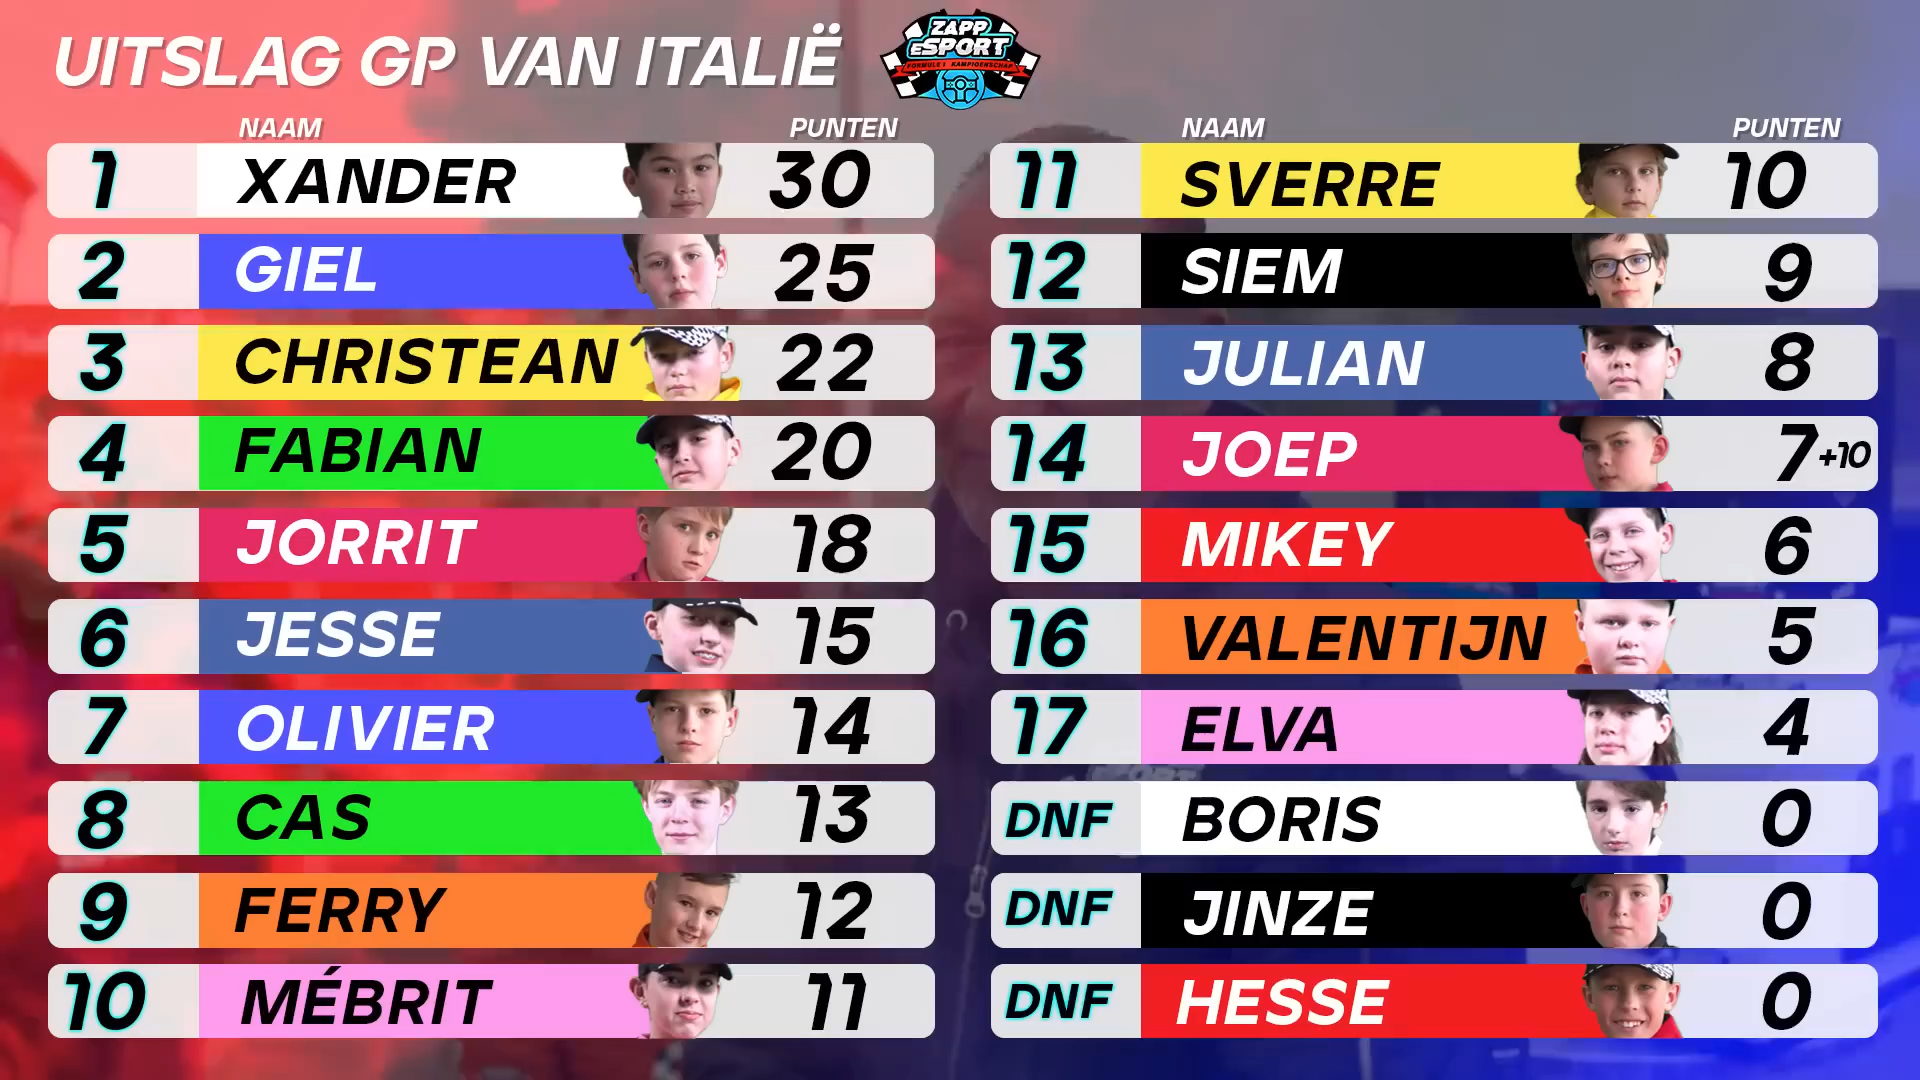 UITSLAG GP VAN ITALIË
ZAPP
eSPORT
FORMULE 1 KAMPIOENSCHAP
NAAM PUNTEN
1 XANDER 30
2 GIEL 25
3 CHRISTEAN 22
4 FABIAN 20
5 JORRIT 18
6 JESSE 15
7 OLIVIER 14
8 CAS 13
9 FERRY 12
10 MÉBRIT 11
NAAM PUNTEN
11 SVERRE 10
12 SIEM 9
13 JULIAN 8
14 JOEP 7 +10
15 MIKEY 6
16 VALENTIJN 5
17 ELVA 4
DNF BORIS 0
DNF JINZE 0
DNF HESSE 0